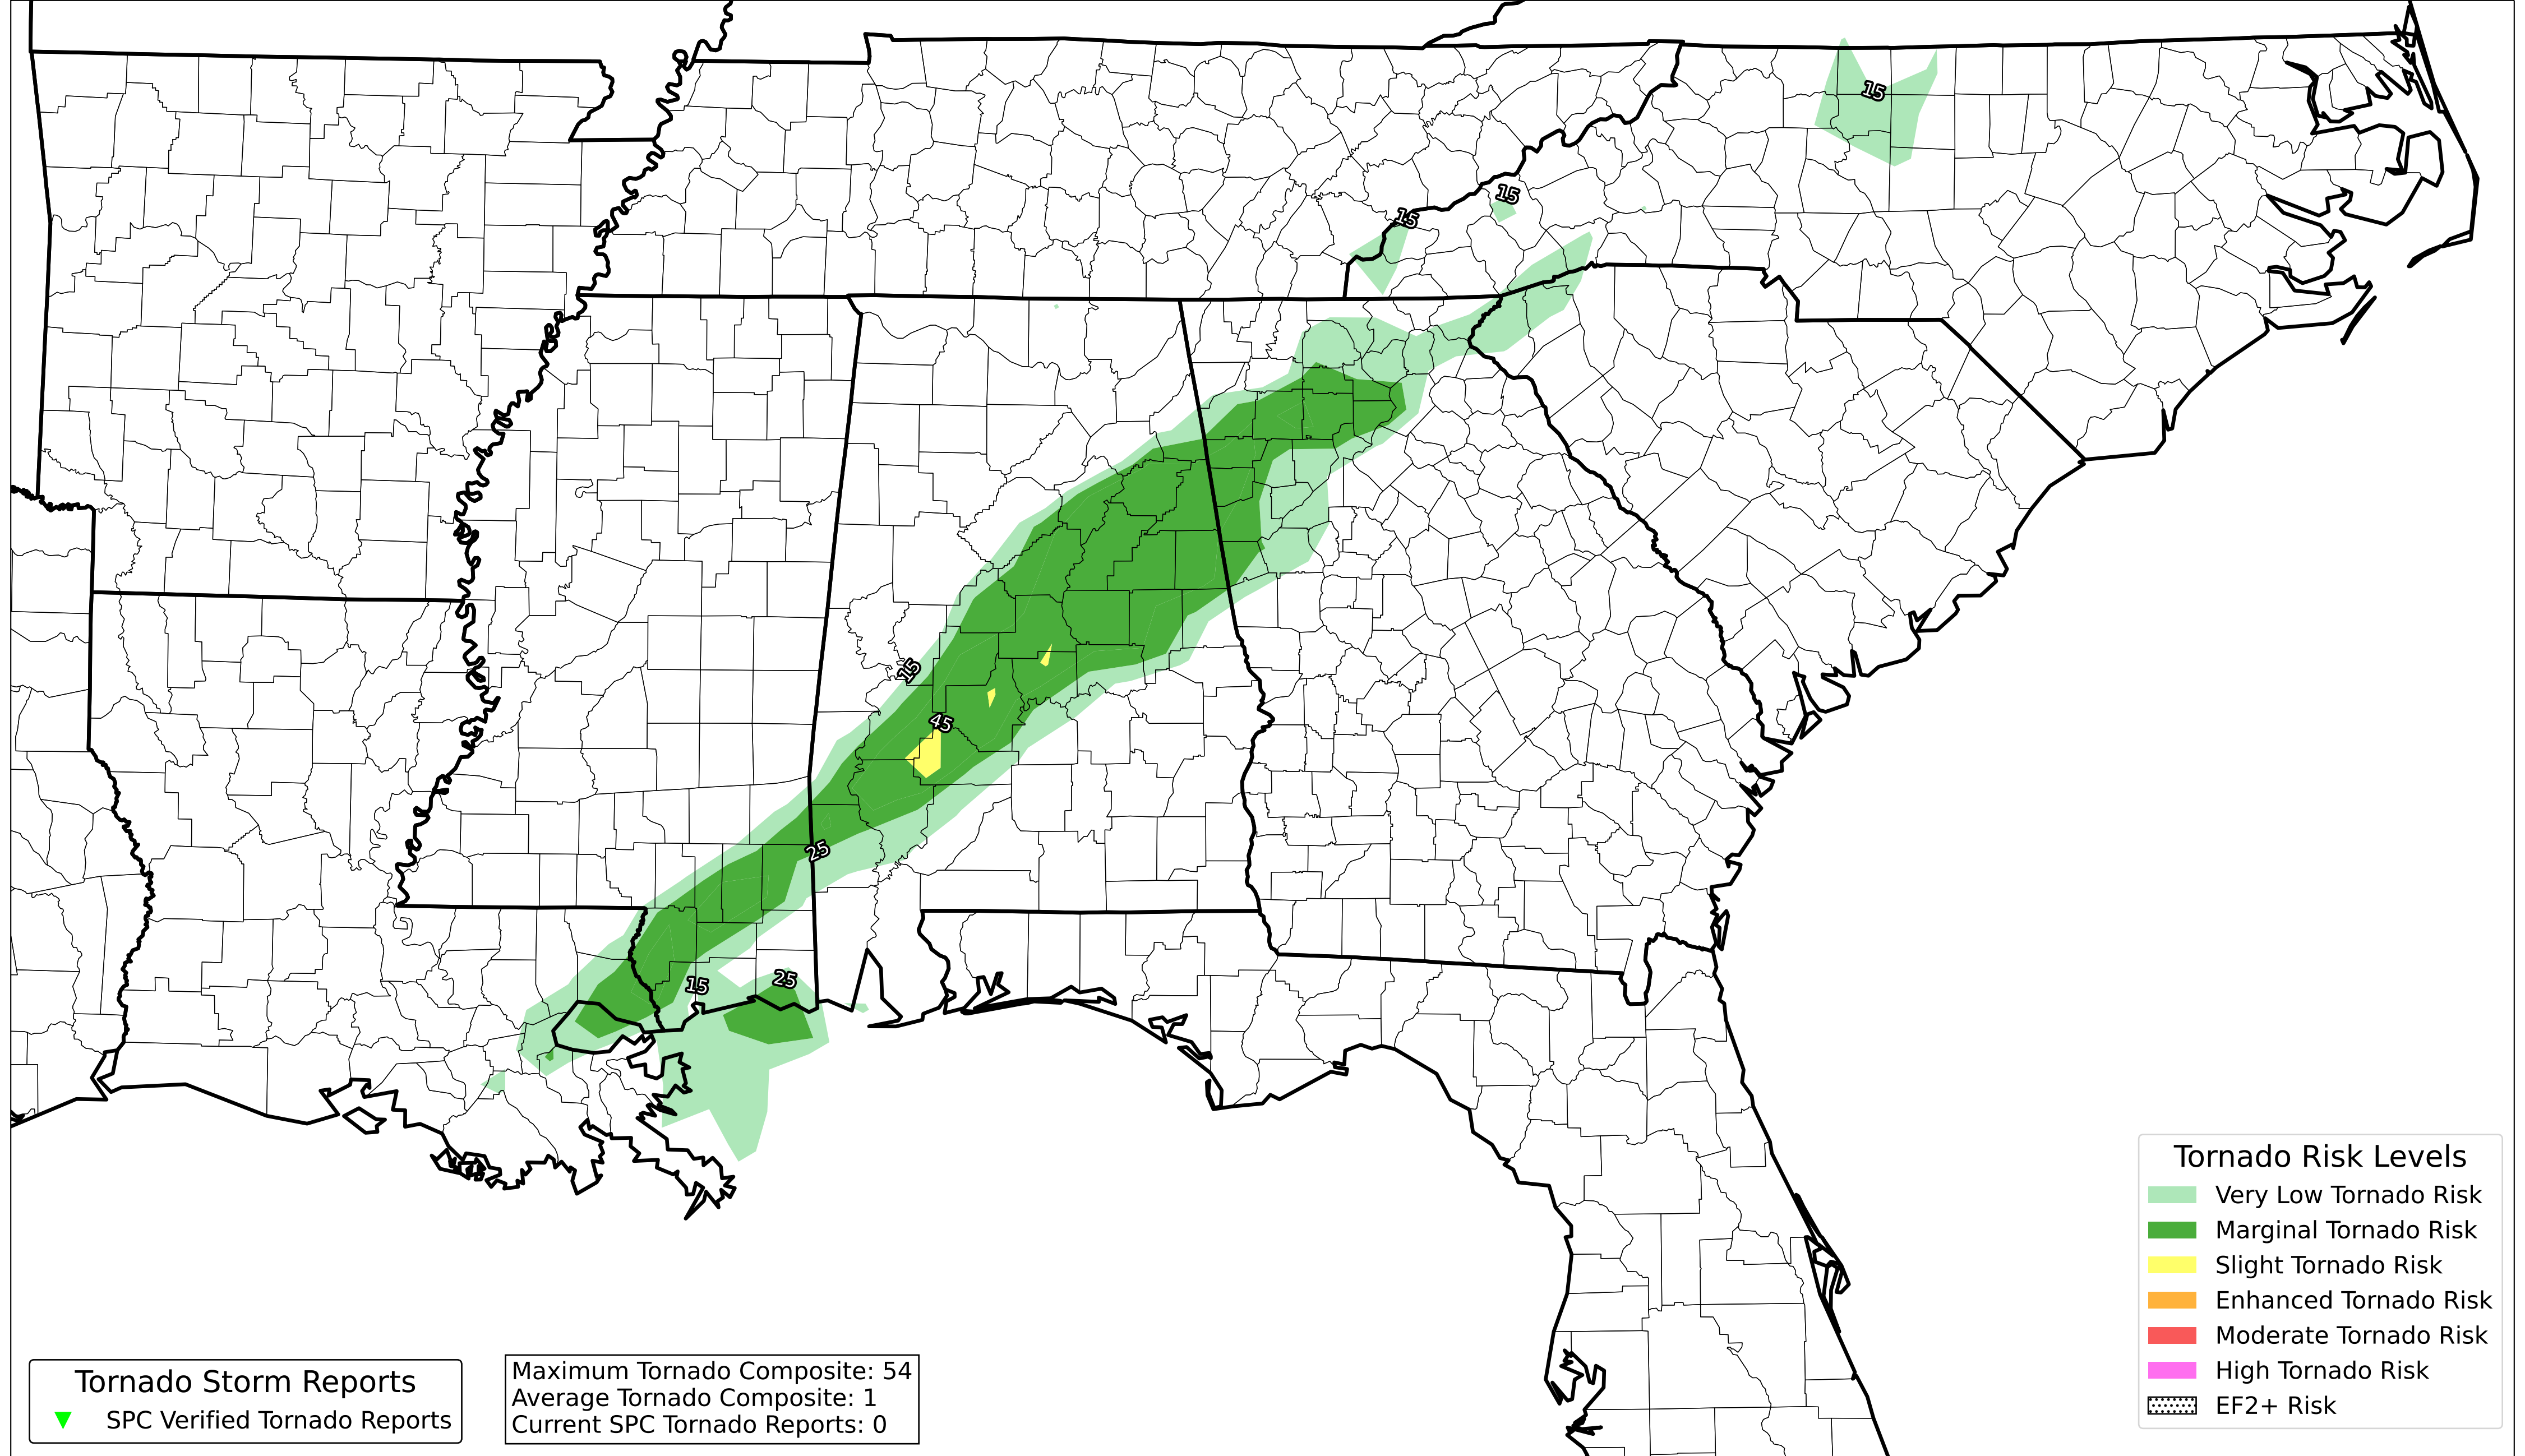 15
15
15
15
45
25
15
25
Tornado Risk Levels
Very Low Tornado Risk
Marginal Tornado Risk
Slight Tornado Risk
Enhanced Tornado Risk
Moderate Tornado Risk
High Tornado Risk
EF2+ Risk
Tornado Storm Reports
SPC Verified Tornado Reports
Maximum Tornado Composite: 54
Average Tornado Composite: 1
Current SPC Tornado Reports: 0